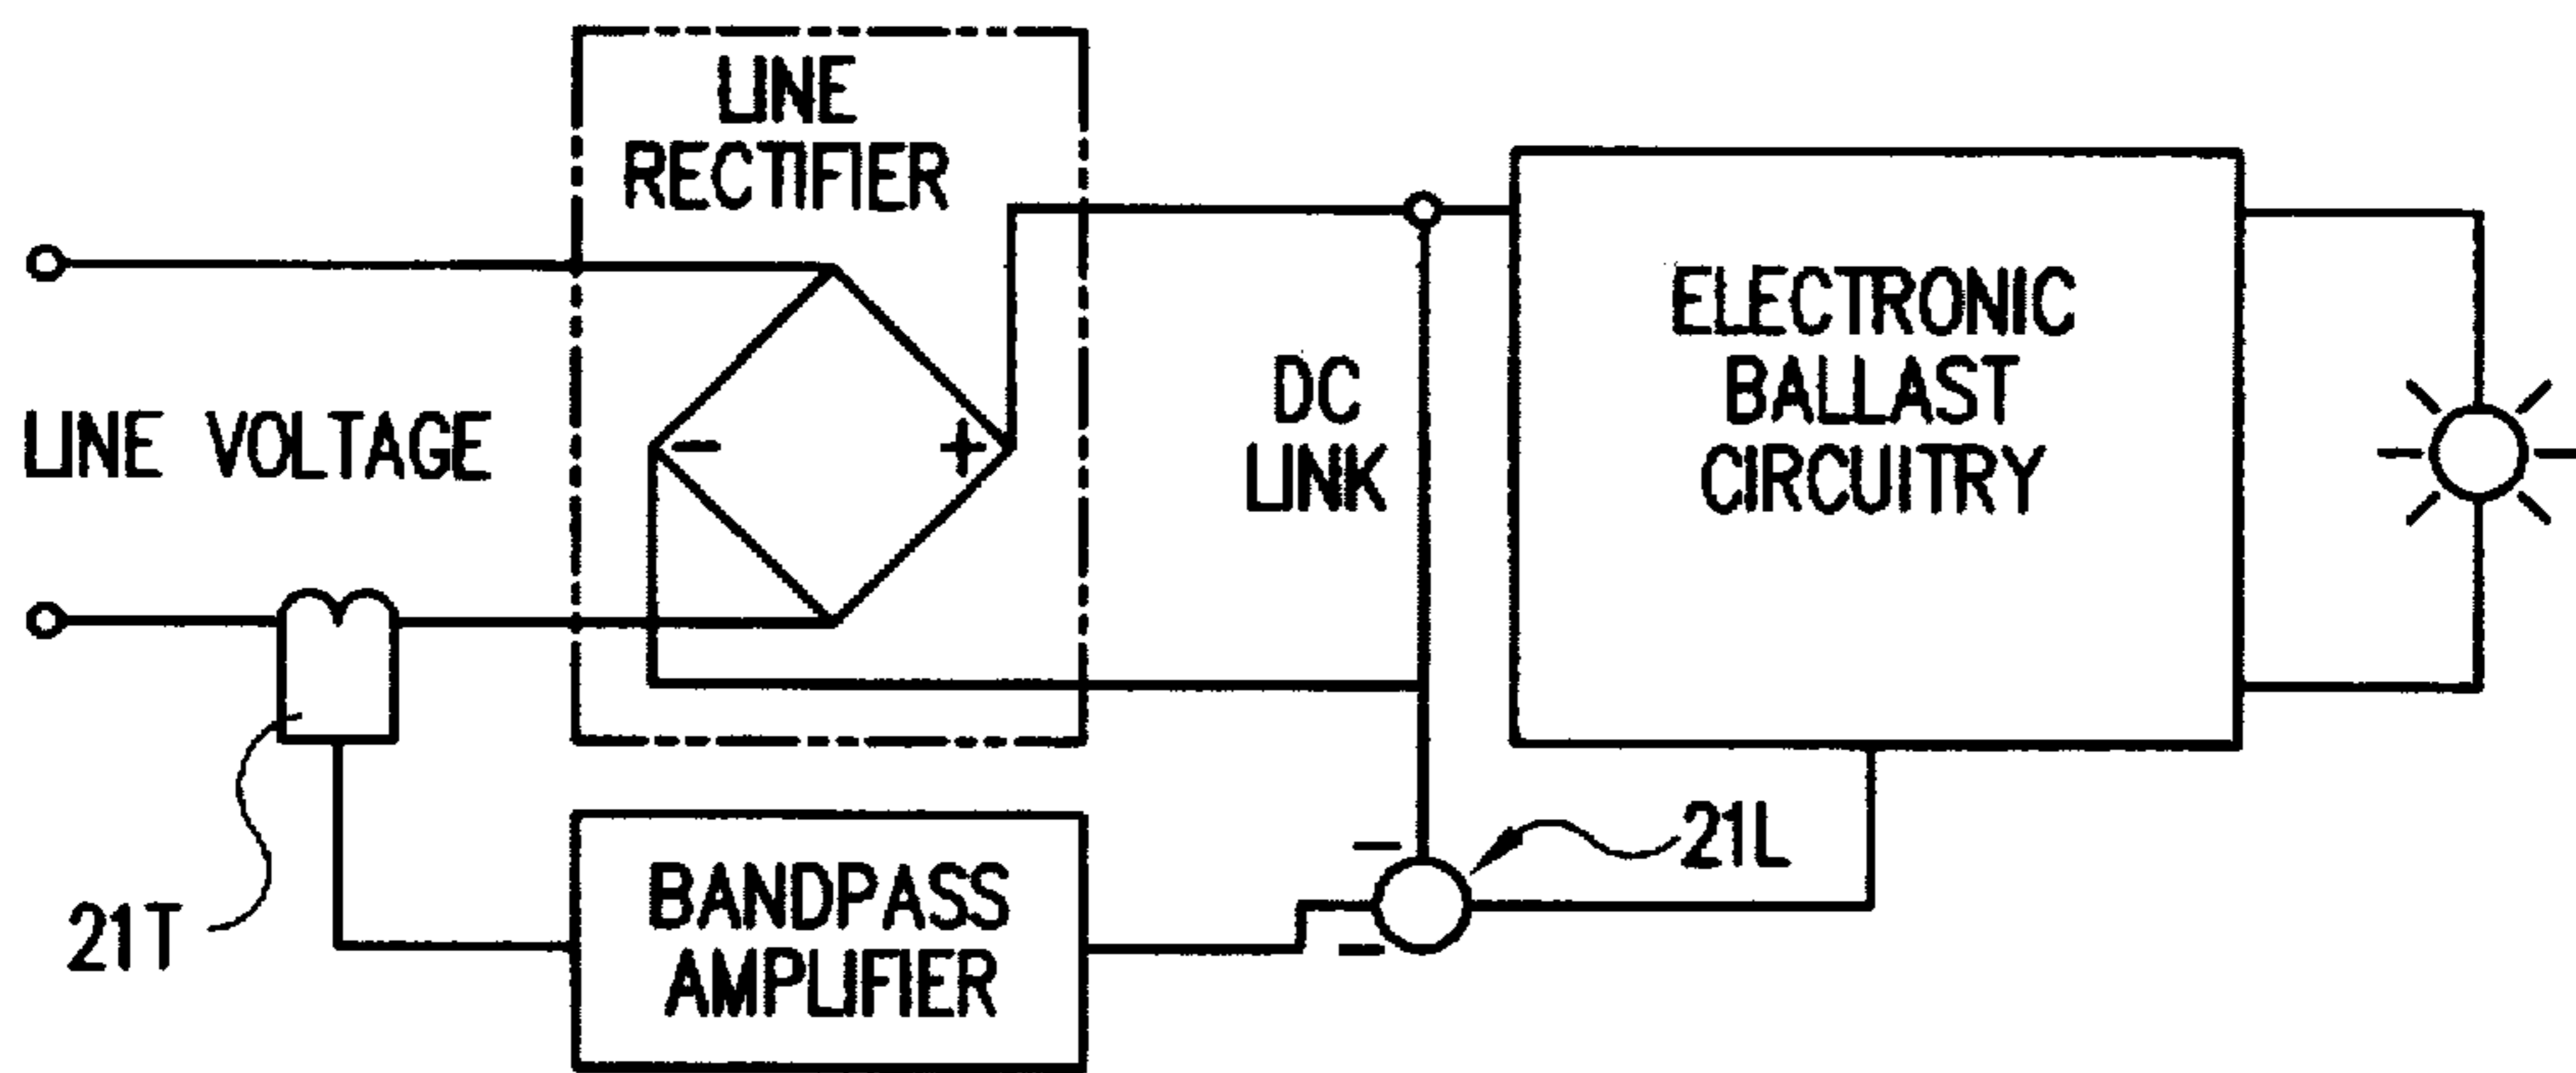 LINE
RECTIFIER
LINE VOLTAGE
-
+
DC
LINK
ELECTRONIC
BALLAST
CIRCUITRY
21T
BANDPASS
AMPLIFIER
-
-
21L